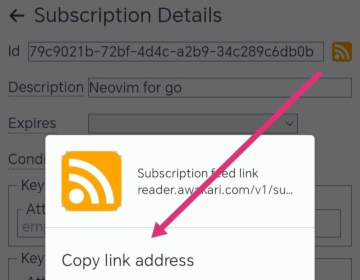 Subscription Details
Id 79c9021b-72bf-4d4c-a2b9-34c289c6db0b
Description Neovim for go
Expires
Condi
Subscription feed link
reader.awakari.com/v1/su...
Key
Att
em
Copy link address
Key
Att